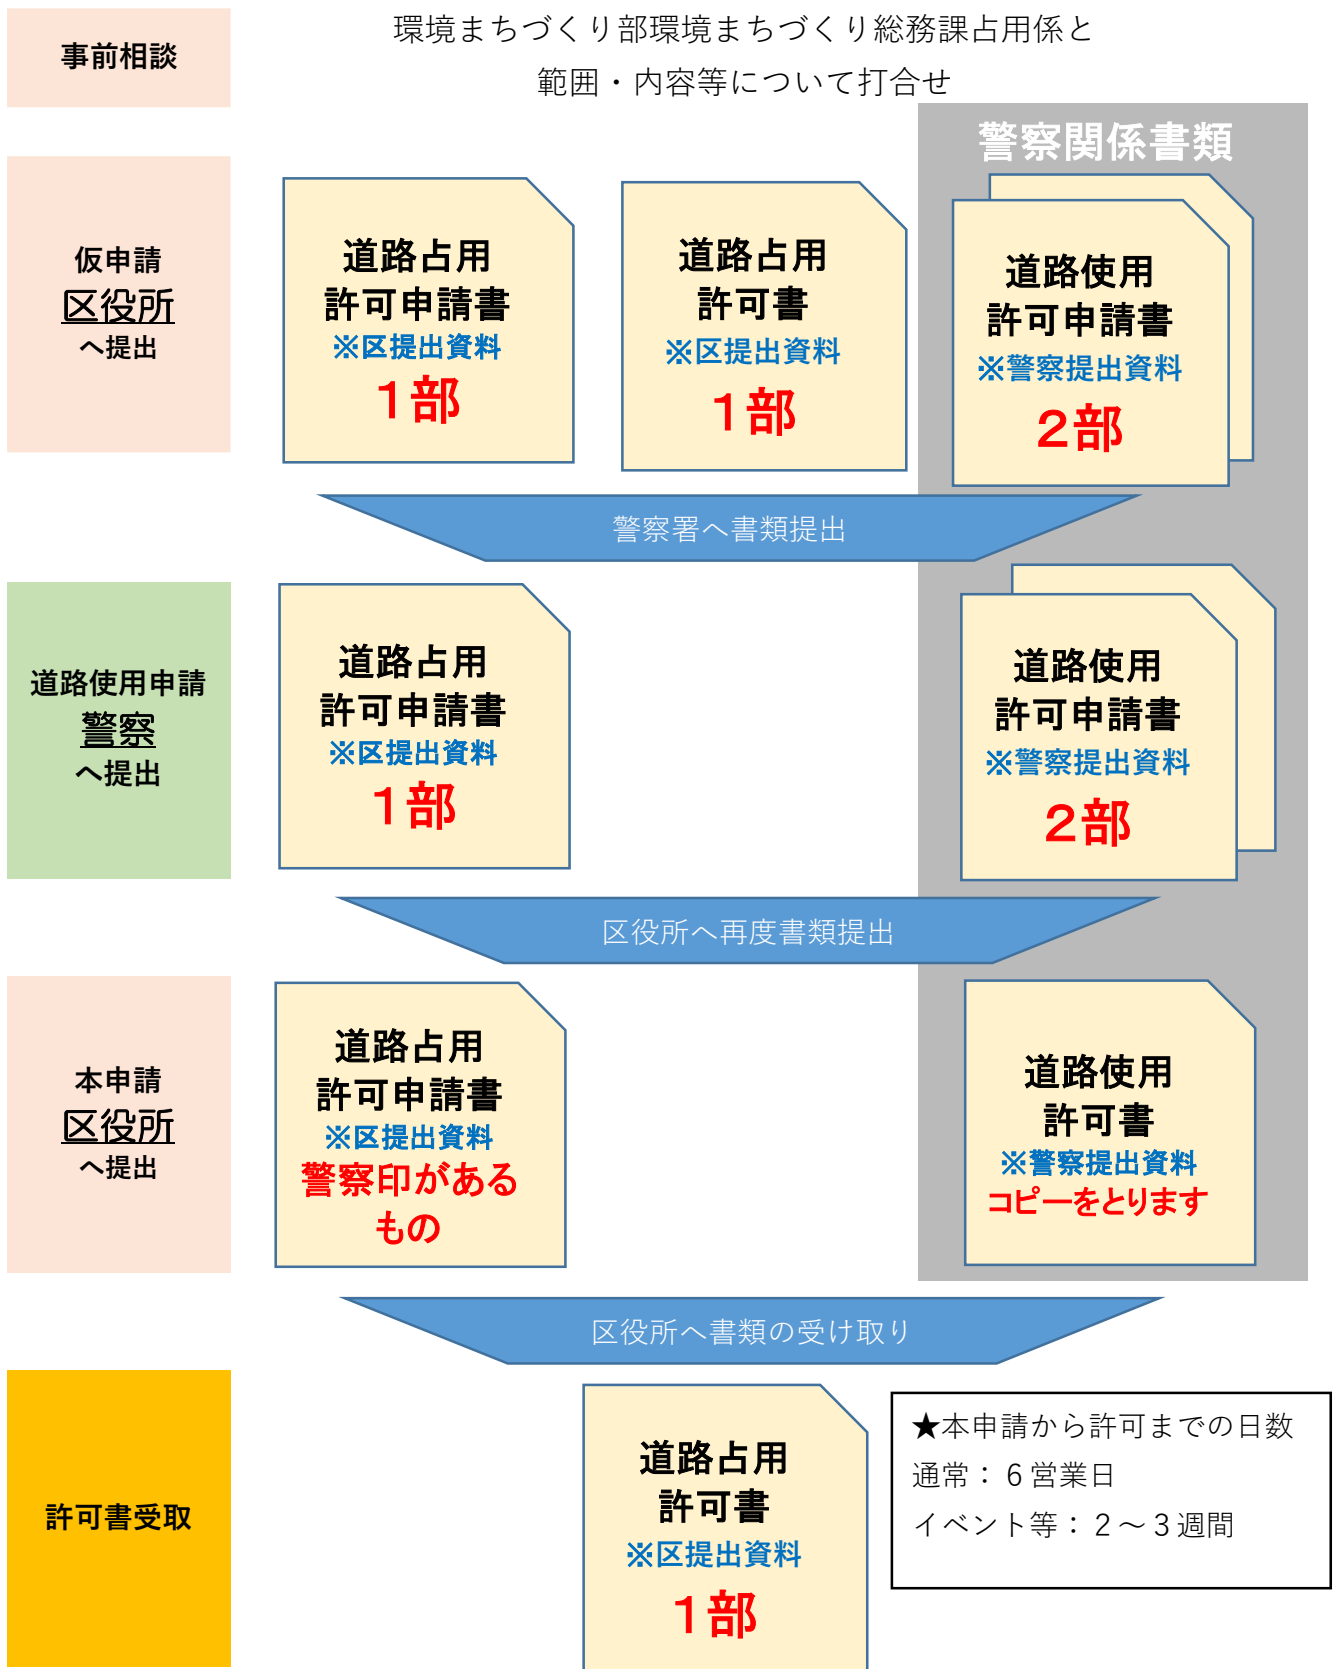 事前相談
環境まちづくり部環境まちづくり総務課占用係と
範囲・内容等について打合せ
警察関係書類
仮申請
区役所
へ提出
道路占用
許可申請書
※区提出資料
１部
道路占用
許可書
※区提出資料
１部
道路使用
許可申請書
※警察提出資料
２部
警察署へ書類提出
道路使用申請
警察
へ提出
道路占用
許可申請書
※区提出資料
１部
道路使用
許可申請書
※警察提出資料
２部
区役所へ再度書類提出
本申請
区役所
へ提出
道路占用
許可申請書
※区提出資料
警察印がある
もの
道路使用
許可書
※警察提出資料
コピーをとります
区役所へ書類の受け取り
許可書受取
道路占用
許可書
※区提出資料
１部
★本申請から許可までの日数
通常：６営業日
イベント等：２～３週間